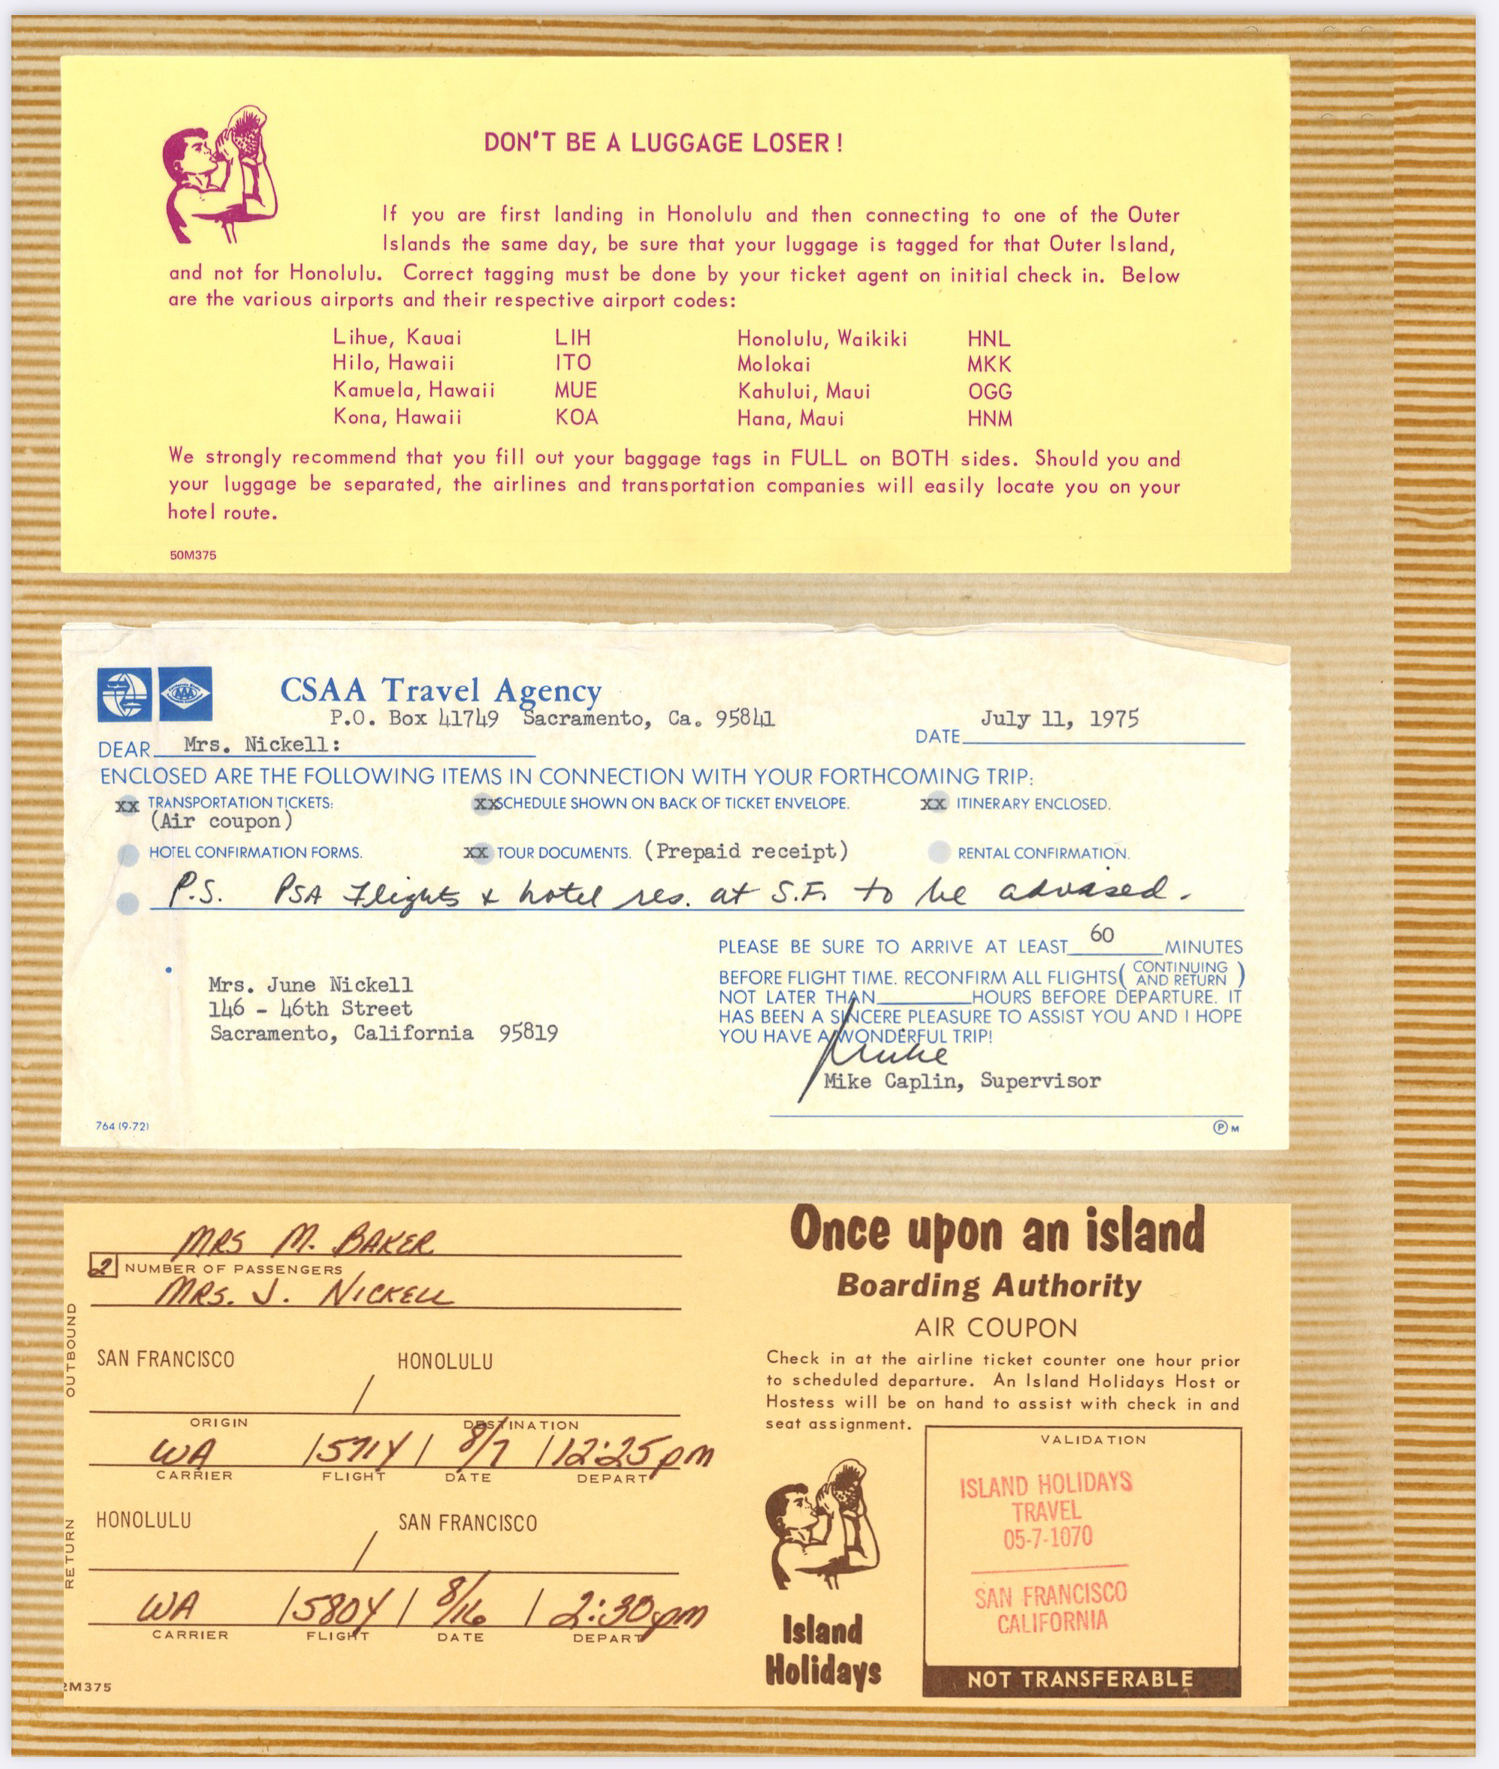 DON'T BE A LUGGAGE LOSER !
If you are first landing in Honolulu and then connecting to one of the Outer
Islands the same day, be sure that your luggage is tagged for that Outer Island,
and not for Honolulu. Correct tagging must be done by your ticket agent on initial check in. Below
are the various airports and their respective airport codes:
Lihue, Kauai LIH Honolulu, Waikiki HNL
Hilo, Hawaii ITO Molokai MKK
Kamuela, Hawaii MUE Kahului, Maui OGG
Kona, Hawaii KOA Hana, Maui HNM
We strongly recommend that you fill out your baggage tags in FULL on BOTH sides. Should you and
your luggage be separated, the airlines and transportation companies will easily locate you on your
hotel route.
50M375
CSAA Travel Agency
P.O. Box 41749 Sacramento, Ca. 95841
DATE July 11, 1975
DEAR Mrs. Nickell:
ENCLOSED ARE THE FOLLOWING ITEMS IN CONNECTION WITH YOUR FORTHCOMING TRIP:
xx TRANSPORTATION TICKETS: xx SCHEDULE SHOWN ON BACK OF TICKET ENVELOPE. xx ITINERARY ENCLOSED.
(Air coupon)
HOTEL CONFIRMATION FORMS. xx TOUR DOCUMENTS. (Prepaid receipt) RENTAL CONFIRMATION.
P.S. PSA flights & hotel res. at S.F. to be advised.
PLEASE BE SURE TO ARRIVE AT LEAST 60 MINUTES
BEFORE FLIGHT TIME. RECONFIRM ALL FLIGHTS ( CONTINUING AND RETURN )
NOT LATER THAN HOURS BEFORE DEPARTURE. IT
HAS BEEN A SINCERE PLEASURE TO ASSIST YOU AND I HOPE
YOU HAVE A WONDERFUL TRIP!
Mike
Mike Caplin, Supervisor
Mrs. June Nickell
146 - 46th Street
Sacramento, California 95819
764 (9-72)
P M
MRS M. BAKER
2 NUMBER OF PASSENGERS
MRS. J. NICKELL
OUTBOUND
SAN FRANCISCO / HONOLULU
ORIGIN DESTINATION
WA / 571Y / 8/7 / 12:25pm
CARRIER FLIGHT DATE DEPART
RETURN
HONOLULU / SAN FRANCISCO
WA / 580Y / 8/16 / 2:30pm
CARRIER FLIGHT DATE DEPART
2M375
Once upon an island
Boarding Authority
AIR COUPON
Check in at the airline ticket counter one hour prior
to scheduled departure. An Island Holidays Host or
Hostess will be on hand to assist with check in and
seat assignment.
VALIDATION
ISLAND HOLIDAYS
TRAVEL
05-7-1070
SAN FRANCISCO
CALIFORNIA
NOT TRANSFERABLE
Island
Holidays